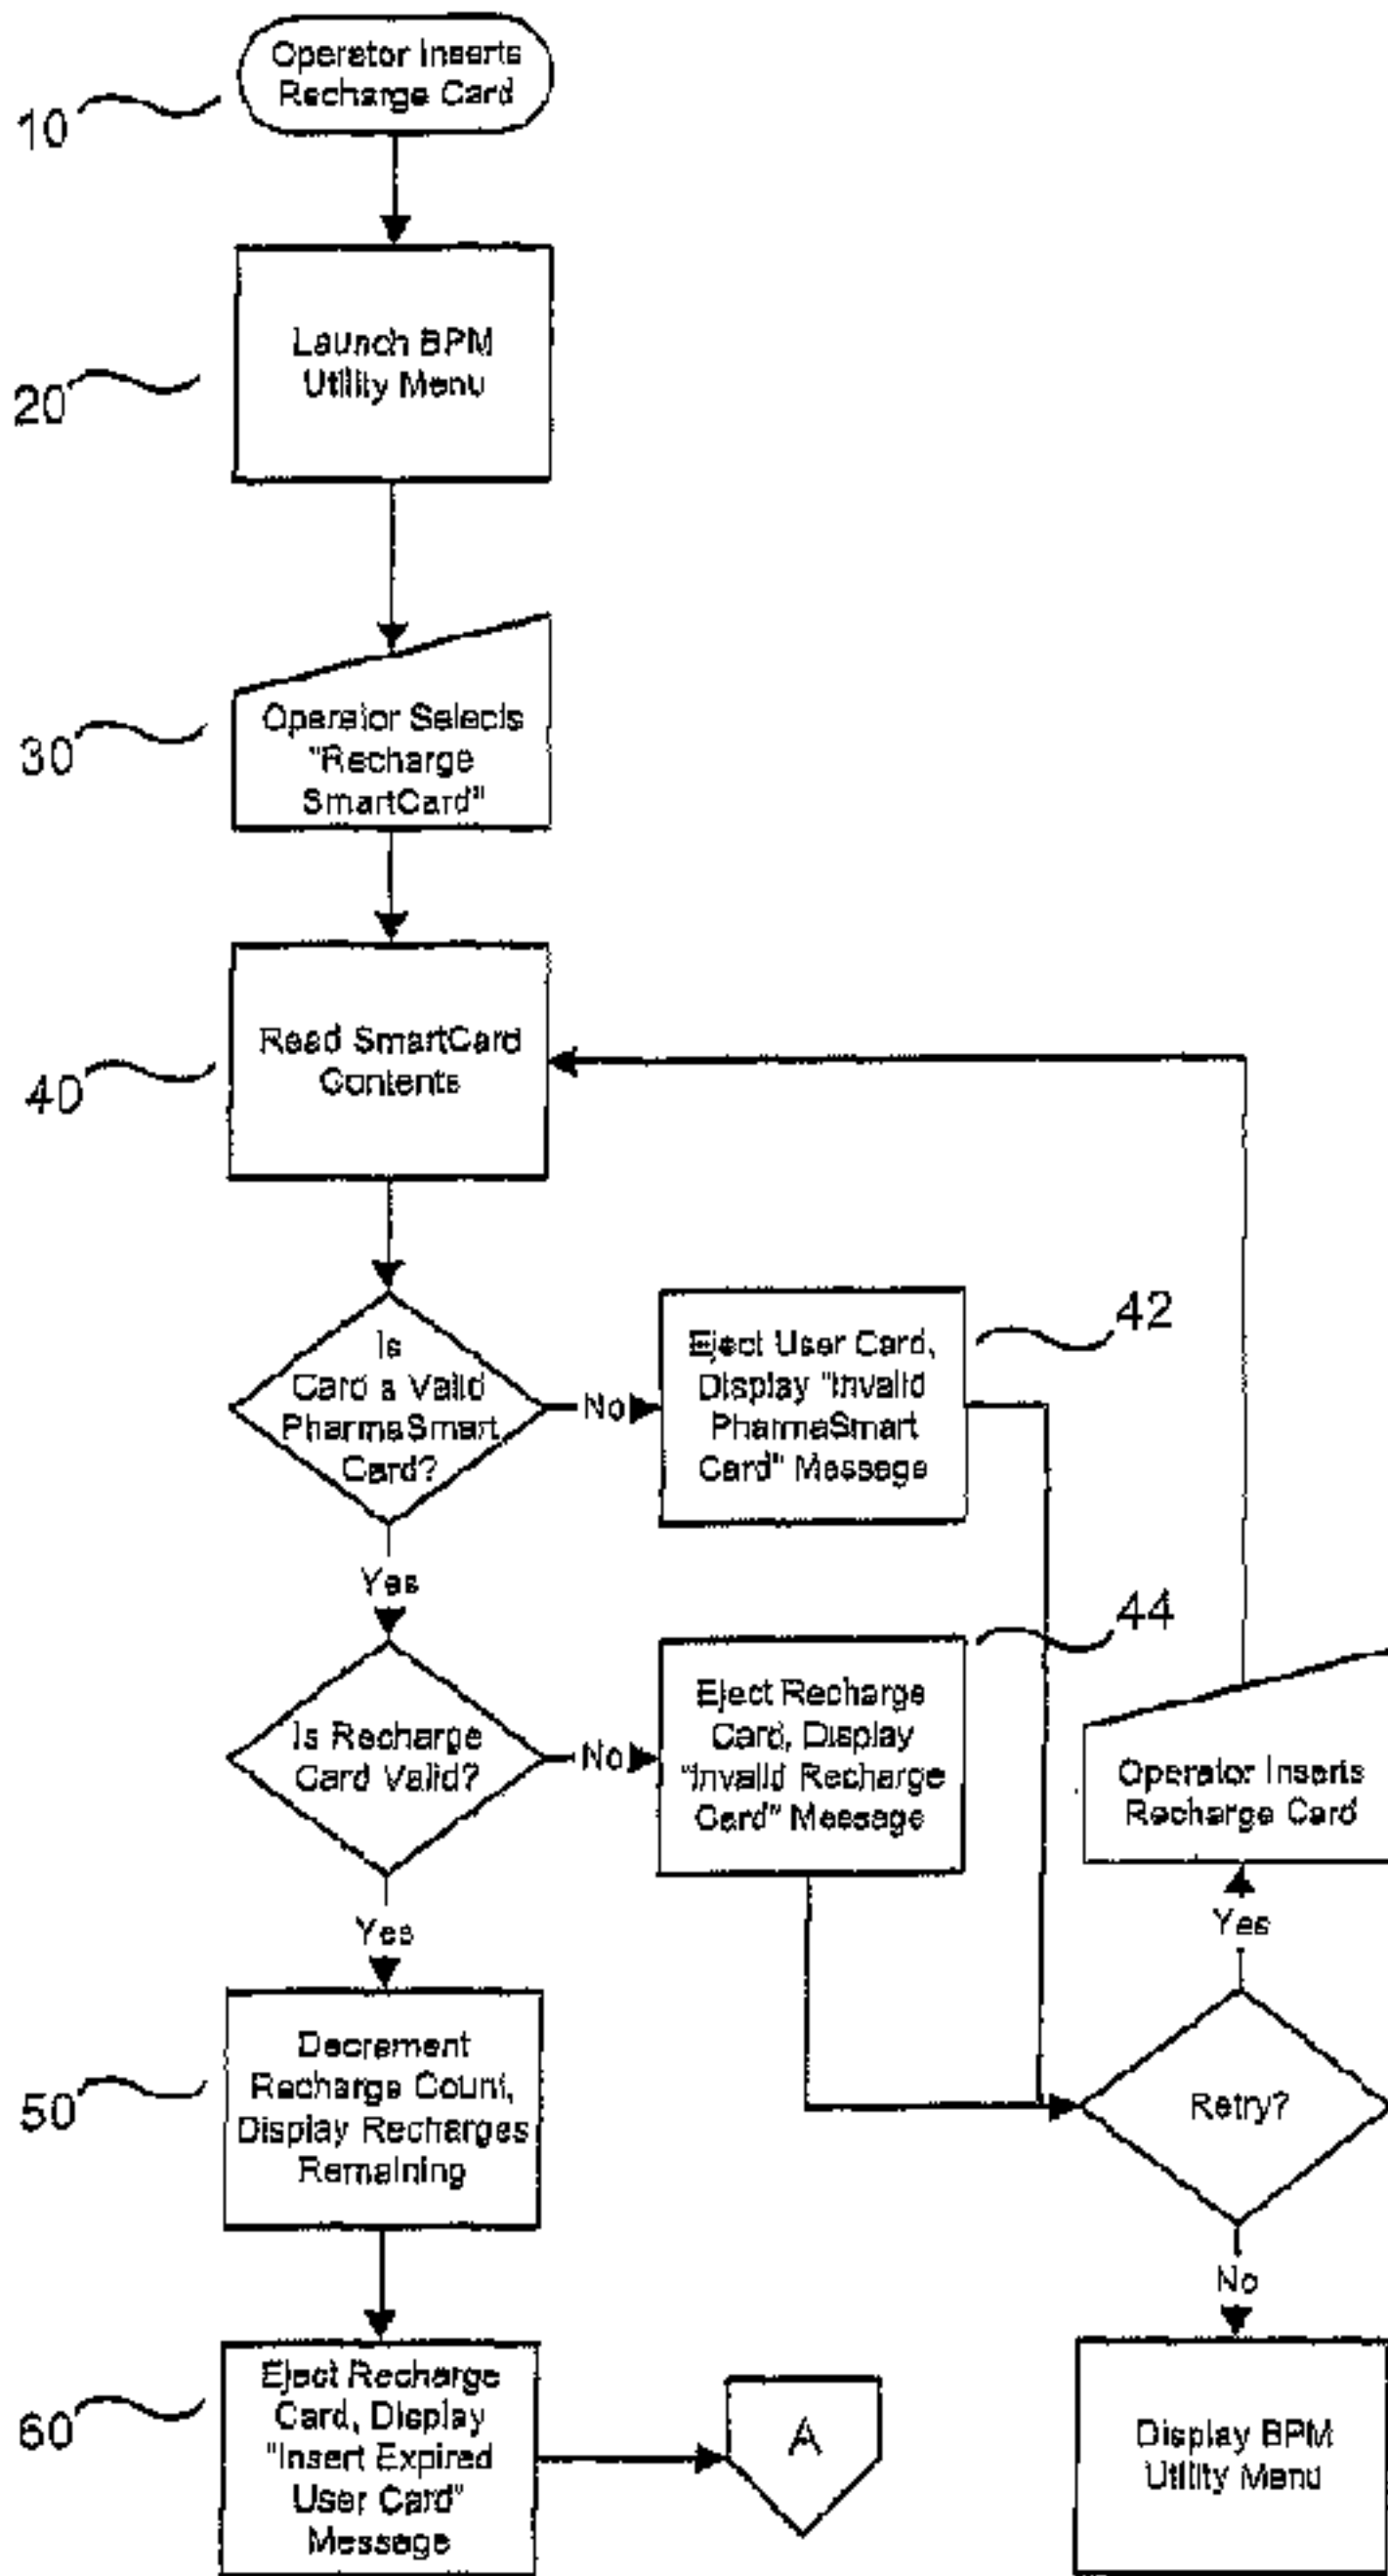 10
Operator Inserts
Recharge Card
20
Launch BPM
Utility Menu
30
Operator Selects
"Recharge
SmartCard"
40
Read SmartCard
Contents
Is
Card a Valid
PharmaSmart
Card?
No
Eject User Card,
Display "Invalid
PharmaSmart
Card" Message
42
Yes
Is Recharge
Card Valid?
No
Eject Recharge
Card, Display
"Invalid Recharge
Card" Message
44
Operator Inserts
Recharge Card
Yes
Yes
50
Decrement
Recharge Count,
Display Recharges
Remaining
Retry?
No
60
Eject Recharge
Card, Display
"Insert Expired
User Card"
Message
A
Display BPM
Utility Menu